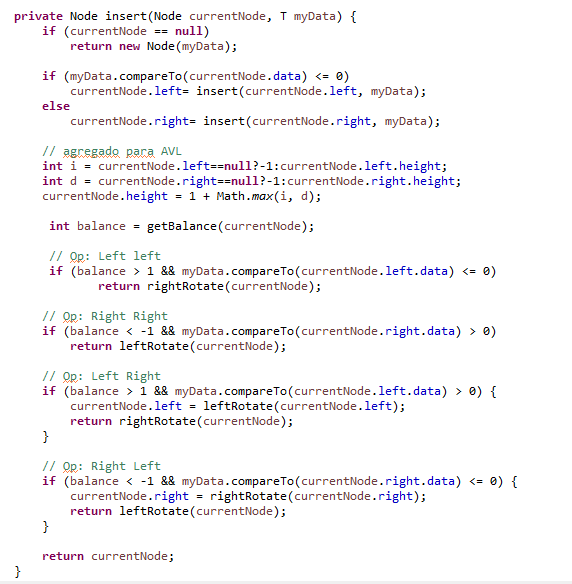 private Node insert(Node currentNode, T myData) {
    if (currentNode == null)
        return new Node(myData);

    if (myData.compareTo(currentNode.data) <= 0)
        currentNode.left= insert(currentNode.left, myData);
    else
        currentNode.right= insert(currentNode.right, myData);

    // agregado para AVL
    int i = currentNode.left==null?-1:currentNode.left.height;
    int d = currentNode.right==null?-1:currentNode.right.height;
    currentNode.height = 1 + Math.max(i, d);

     int balance = getBalance(currentNode);

     // Op: Left left
     if (balance > 1 && myData.compareTo(currentNode.left.data) <= 0)
            return rightRotate(currentNode);

    // Op: Right Right
    if (balance < -1 && myData.compareTo(currentNode.right.data) > 0)
        return leftRotate(currentNode);

    // Op: Left Right
    if (balance > 1 && myData.compareTo(currentNode.left.data) > 0) {
        currentNode.left = leftRotate(currentNode.left);
        return rightRotate(currentNode);
    }

    // Op: Right Left
    if (balance < -1 && myData.compareTo(currentNode.right.data) <= 0) {
        currentNode.right = rightRotate(currentNode.right);
        return leftRotate(currentNode);
    }

    return currentNode;
}